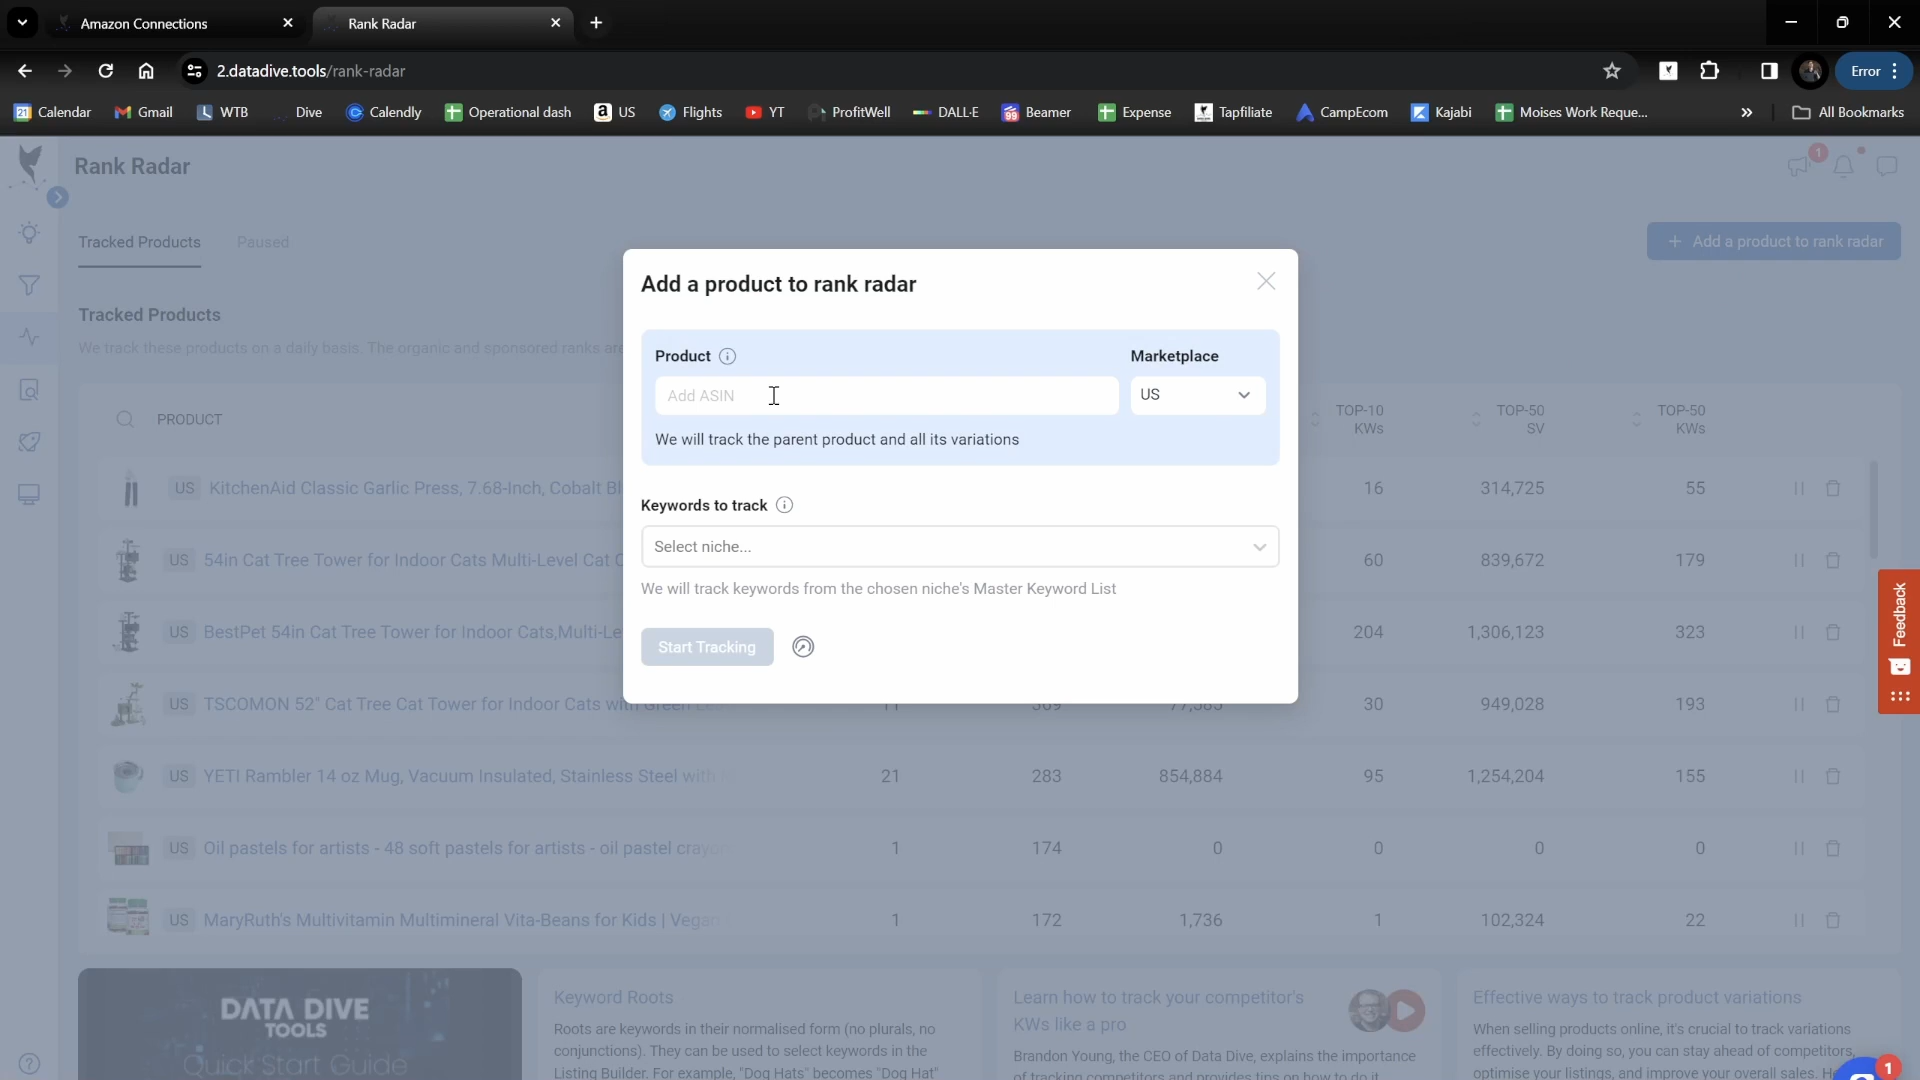 Amazon Connections
Rank Radar
2.datadive.tools/rank-radar
Error
Calendar
Gmail
WTB
Dive
Calendly
Operational dash
US
Flights
YT
ProfitWell
DALL-E
Beamer
Expense
Tapfiliate
CampEcom
Kajabi
Moises Work Reque...
»
All Bookmarks
Rank Radar
1
Tracked Products
Paused
+ Add a product to rank radar
Tracked Products
We track these products on a daily basis. The organic and sponsored ranks are
Add a product to rank radar
Product
Marketplace
Add ASIN
US
We will track the parent product and all its variations
Keywords to track
Select niche...
We will track keywords from the chosen niche's Master Keyword List
Start Tracking
PRODUCT
TOP-10
KWs
TOP-50
SV
TOP-50
KWs
US KitchenAid Classic Garlic Press, 7.68-Inch, Cobalt Bl 16 314,725 55
US 54in Cat Tree Tower for Indoor Cats Multi-Level Cat C 60 839,672 179
US BestPet 54in Cat Tree Tower for Indoor Cats,Multi-Le 204 1,306,123 323
US TSCOMON 52" Cat Tree Cat Tower for Indoor Cats with Green 11 369 77,585 30 949,028 193
US YETI Rambler 14 oz Mug, Vacuum Insulated, Stainless Steel with 21 283 854,884 95 1,254,204 155
US Oil pastels for artists - 48 soft pastels for artists - oil pastel crayon 1 174 0 0 0 0
US MaryRuth's Multivitamin Multimineral Vita-Beans for Kids | Vegan 1 172 1,736 1 102,324 22
Feedback
DATA DIVE
TOOLS
Quick Start Guide
Keyword Roots
Roots are keywords in their normalised form (no plurals, no
conjunctions). They can be used to select keywords in the
Listing Builder. For example, "Dog Hats" becomes "Dog Hat"
Learn how to track your competitor's
KWs like a pro
Brandon Young, the CEO of Data Dive, explains the importance
of tracking competitors and provides tips on how to do it
Effective ways to track product variations
When selling products online, it's crucial to track variations
effectively. By doing so, you can stay ahead of competitors,
optimise your listings, and improve your overall sales.
1